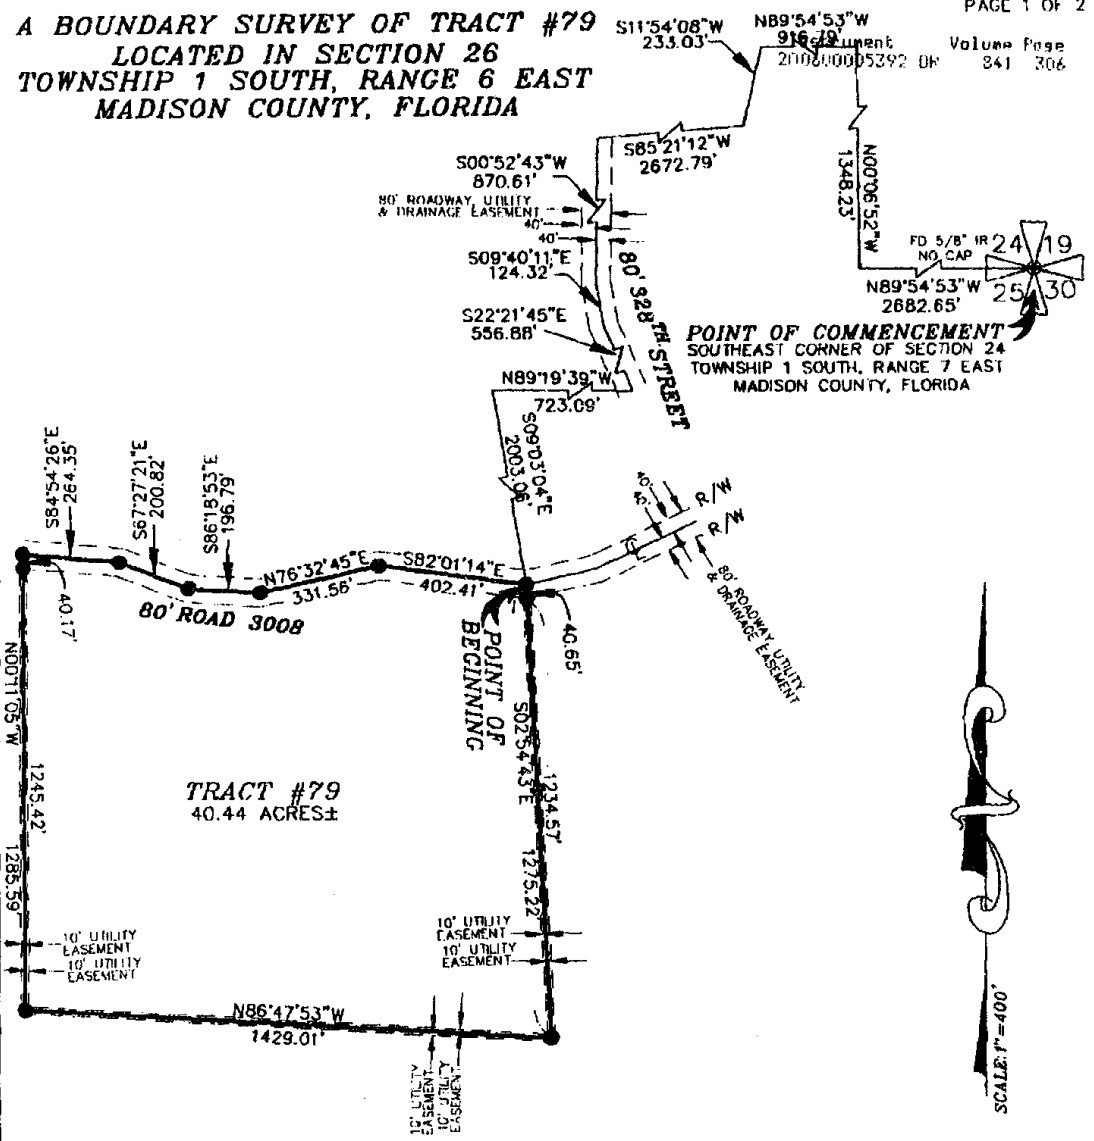 PAGE 1 OF 2
A BOUNDARY SURVEY OF TRACT #79
LOCATED IN SECTION 26
TOWNSHIP 1 SOUTH, RANGE 6 EAST
MADISON COUNTY, FLORIDA
S11°54'08"W
233.03'
N89°54'53"W
916.79'
Volume Page
200600005392 OR 841 306
S85°21'12"W
2672.79'
N00°06'52"W
1348.23'
S00°52'43"W
870.61'
80' ROADWAY, UTILITY
& DRAINAGE EASEMENT
40'
40'
S09°40'11"E
124.32'
S22°21'45"E
556.88'
80' 328TH STREET
FD 5/8" IR
NO CAP
24 19
25 30
N89°54'53"W
2682.65'
POINT OF COMMENCEMENT
SOUTHEAST CORNER OF SECTION 24
TOWNSHIP 1 SOUTH, RANGE 7 EAST
MADISON COUNTY, FLORIDA
N89°19'39"W
723.09'
S09°03'04"E
2003.06'
S84°54'26"E
264.35'
S67°27'21"E
200.82'
S86°18'53"E
196.79
N76°32'45"E
331.56'
S82°01'14"E
402.41'
80' ROAD 3008
40.17'
40.65'
R/W
R/W
80' ROADWAY, UTILITY
& DRAINAGE EASEMENT
POINT OF
BEGINNING
N00°11'05"W
1245.42'
1285.59'
S02°54'43"E
1234.57'
1275.22'
TRACT #79
40.44 ACRES±
10' UTILITY
EASEMENT
10' UTILITY
EASEMENT
10' UTILITY
EASEMENT
10' UTILITY
EASEMENT
N86°47'53"W
1429.01'
10' UTILITY
EASEMENT
10' UTILITY
EASEMENT
SCALE:1"=400'